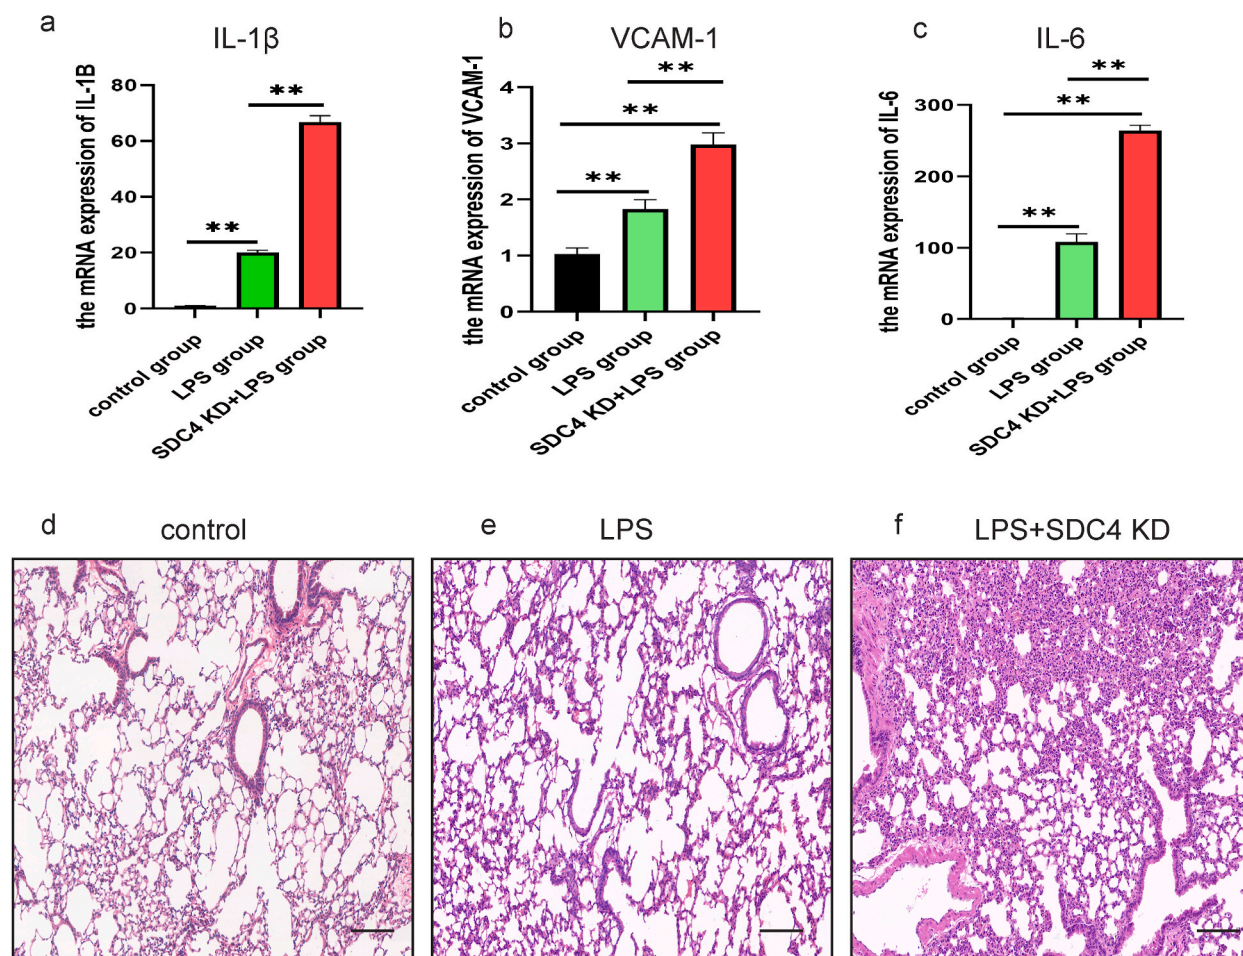 a
IL-1β
the mRNA expression of IL-1B
80
60
40
20
0
**
**
control group
LPS group
SDC4 KD+LPS group
b
VCAM-1
the mRNA expression of VCAM-1
4
3
2
1
0
**
**
**
control group
LPS group
SDC4 KD+LPS group
c
IL-6
the mRNA expression of IL-6
300
200
100
0
**
**
**
control group
LPS group
SDC4 KD+LPS group
d
control
e
LPS
f
LPS+SDC4 KD